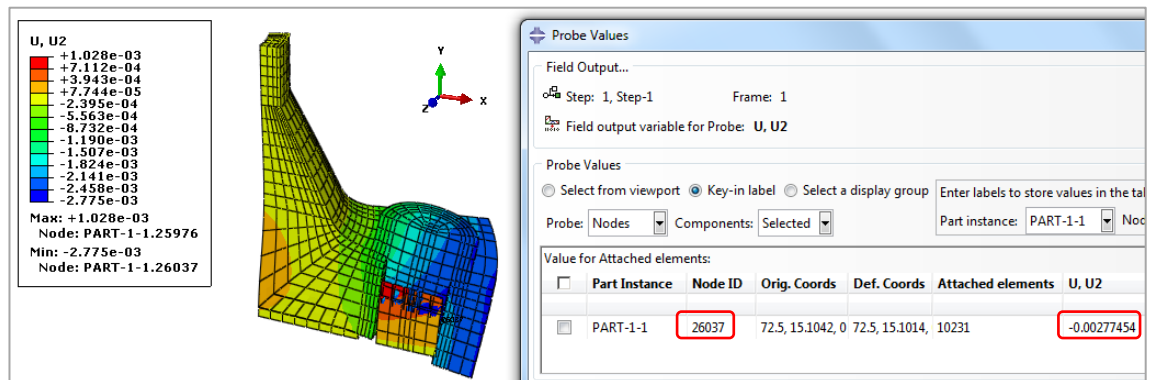 U, U2
+1.028e-03
+7.112e-04
+3.943e-04
+7.744e-05
-2.395e-04
-5.563e-04
-8.732e-04
-1.190e-03
-1.507e-03
-1.824e-03
-2.141e-03
-2.458e-03
-2.775e-03
Max: +1.028e-03
Node: PART-1-1.25976
Min: -2.775e-03
Node: PART-1-1.26037
Y
X
Z
Probe Values
Field Output...
Step: 1, Step-1 Frame: 1
Field output variable for Probe: U, U2
Probe Values
Select from viewport Key-in label Select a display group Enter labels to store values in the tal
Probe: Nodes Components: Selected Part instance: PART-1-1 Noc
Value for Attached elements:
Part Instance Node ID Orig. Coords Def. Coords Attached elements U, U2
PART-1-1 26037 72.5, 15.1042, 0 72.5, 15.1014, 10231 -0.00277454